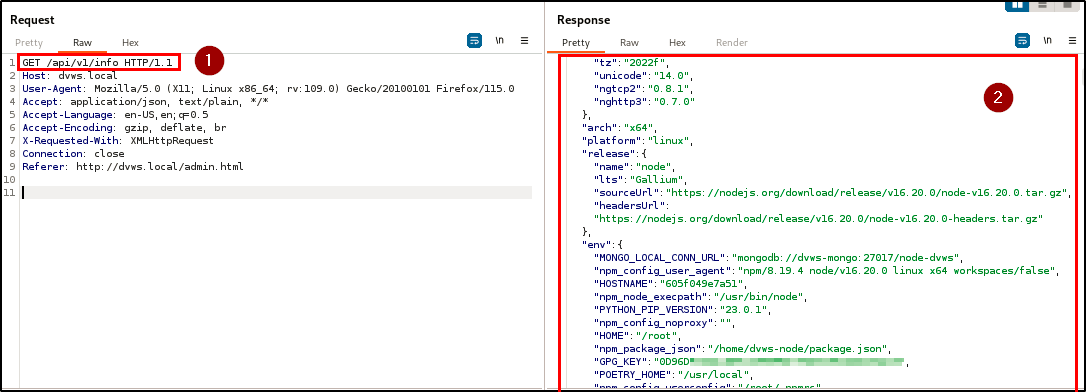 Request
Pretty Raw Hex
\n
1 GET /api/v1/info HTTP/1.1
1
2 Host: dvws.local
3 User-Agent: Mozilla/5.0 (X11; Linux x86_64; rv:109.0) Gecko/20100101 Firefox/115.0
4 Accept: application/json, text/plain, */*
5 Accept-Language: en-US,en;q=0.5
6 Accept-Encoding: gzip, deflate, br
7 X-Requested-With: XMLHttpRequest
8 Connection: close
9 Referer: http://dvws.local/admin.html
10
11
Response
Pretty Raw Hex Render
\n
2
"tz":"2022f",
"unicode":"14.0",
"ngtcp2":"0.8.1",
"nghttp3":"0.7.0"
},
"arch":"x64",
"platform":"linux",
"release":{
"name":"node",
"lts":"Gallium",
"sourceUrl":"https://nodejs.org/download/release/v16.20.0/node-v16.20.0.tar.gz",
"headersUrl":
"https://nodejs.org/download/release/v16.20.0/node-v16.20.0-headers.tar.gz"
},
"env":{
"MONGO_LOCAL_CONN_URL":"mongodb://dvws-mongo:27017/node-dvws",
"npm_config_user_agent":"npm/8.19.4 node/v16.20.0 linux x64 workspaces/false",
"HOSTNAME":"605f049e7a51",
"npm_node_execpath":"/usr/bin/node",
"PYTHON_PIP_VERSION":"23.0.1",
"npm_config_noproxy":"",
"HOME":"/root",
"npm_package_json":"/home/dvws-node/package.json",
"GPG_KEY":"0D96D
"POETRY_HOME":"/usr/local",
"npm_config_userconfig":"/root/.npmrc"